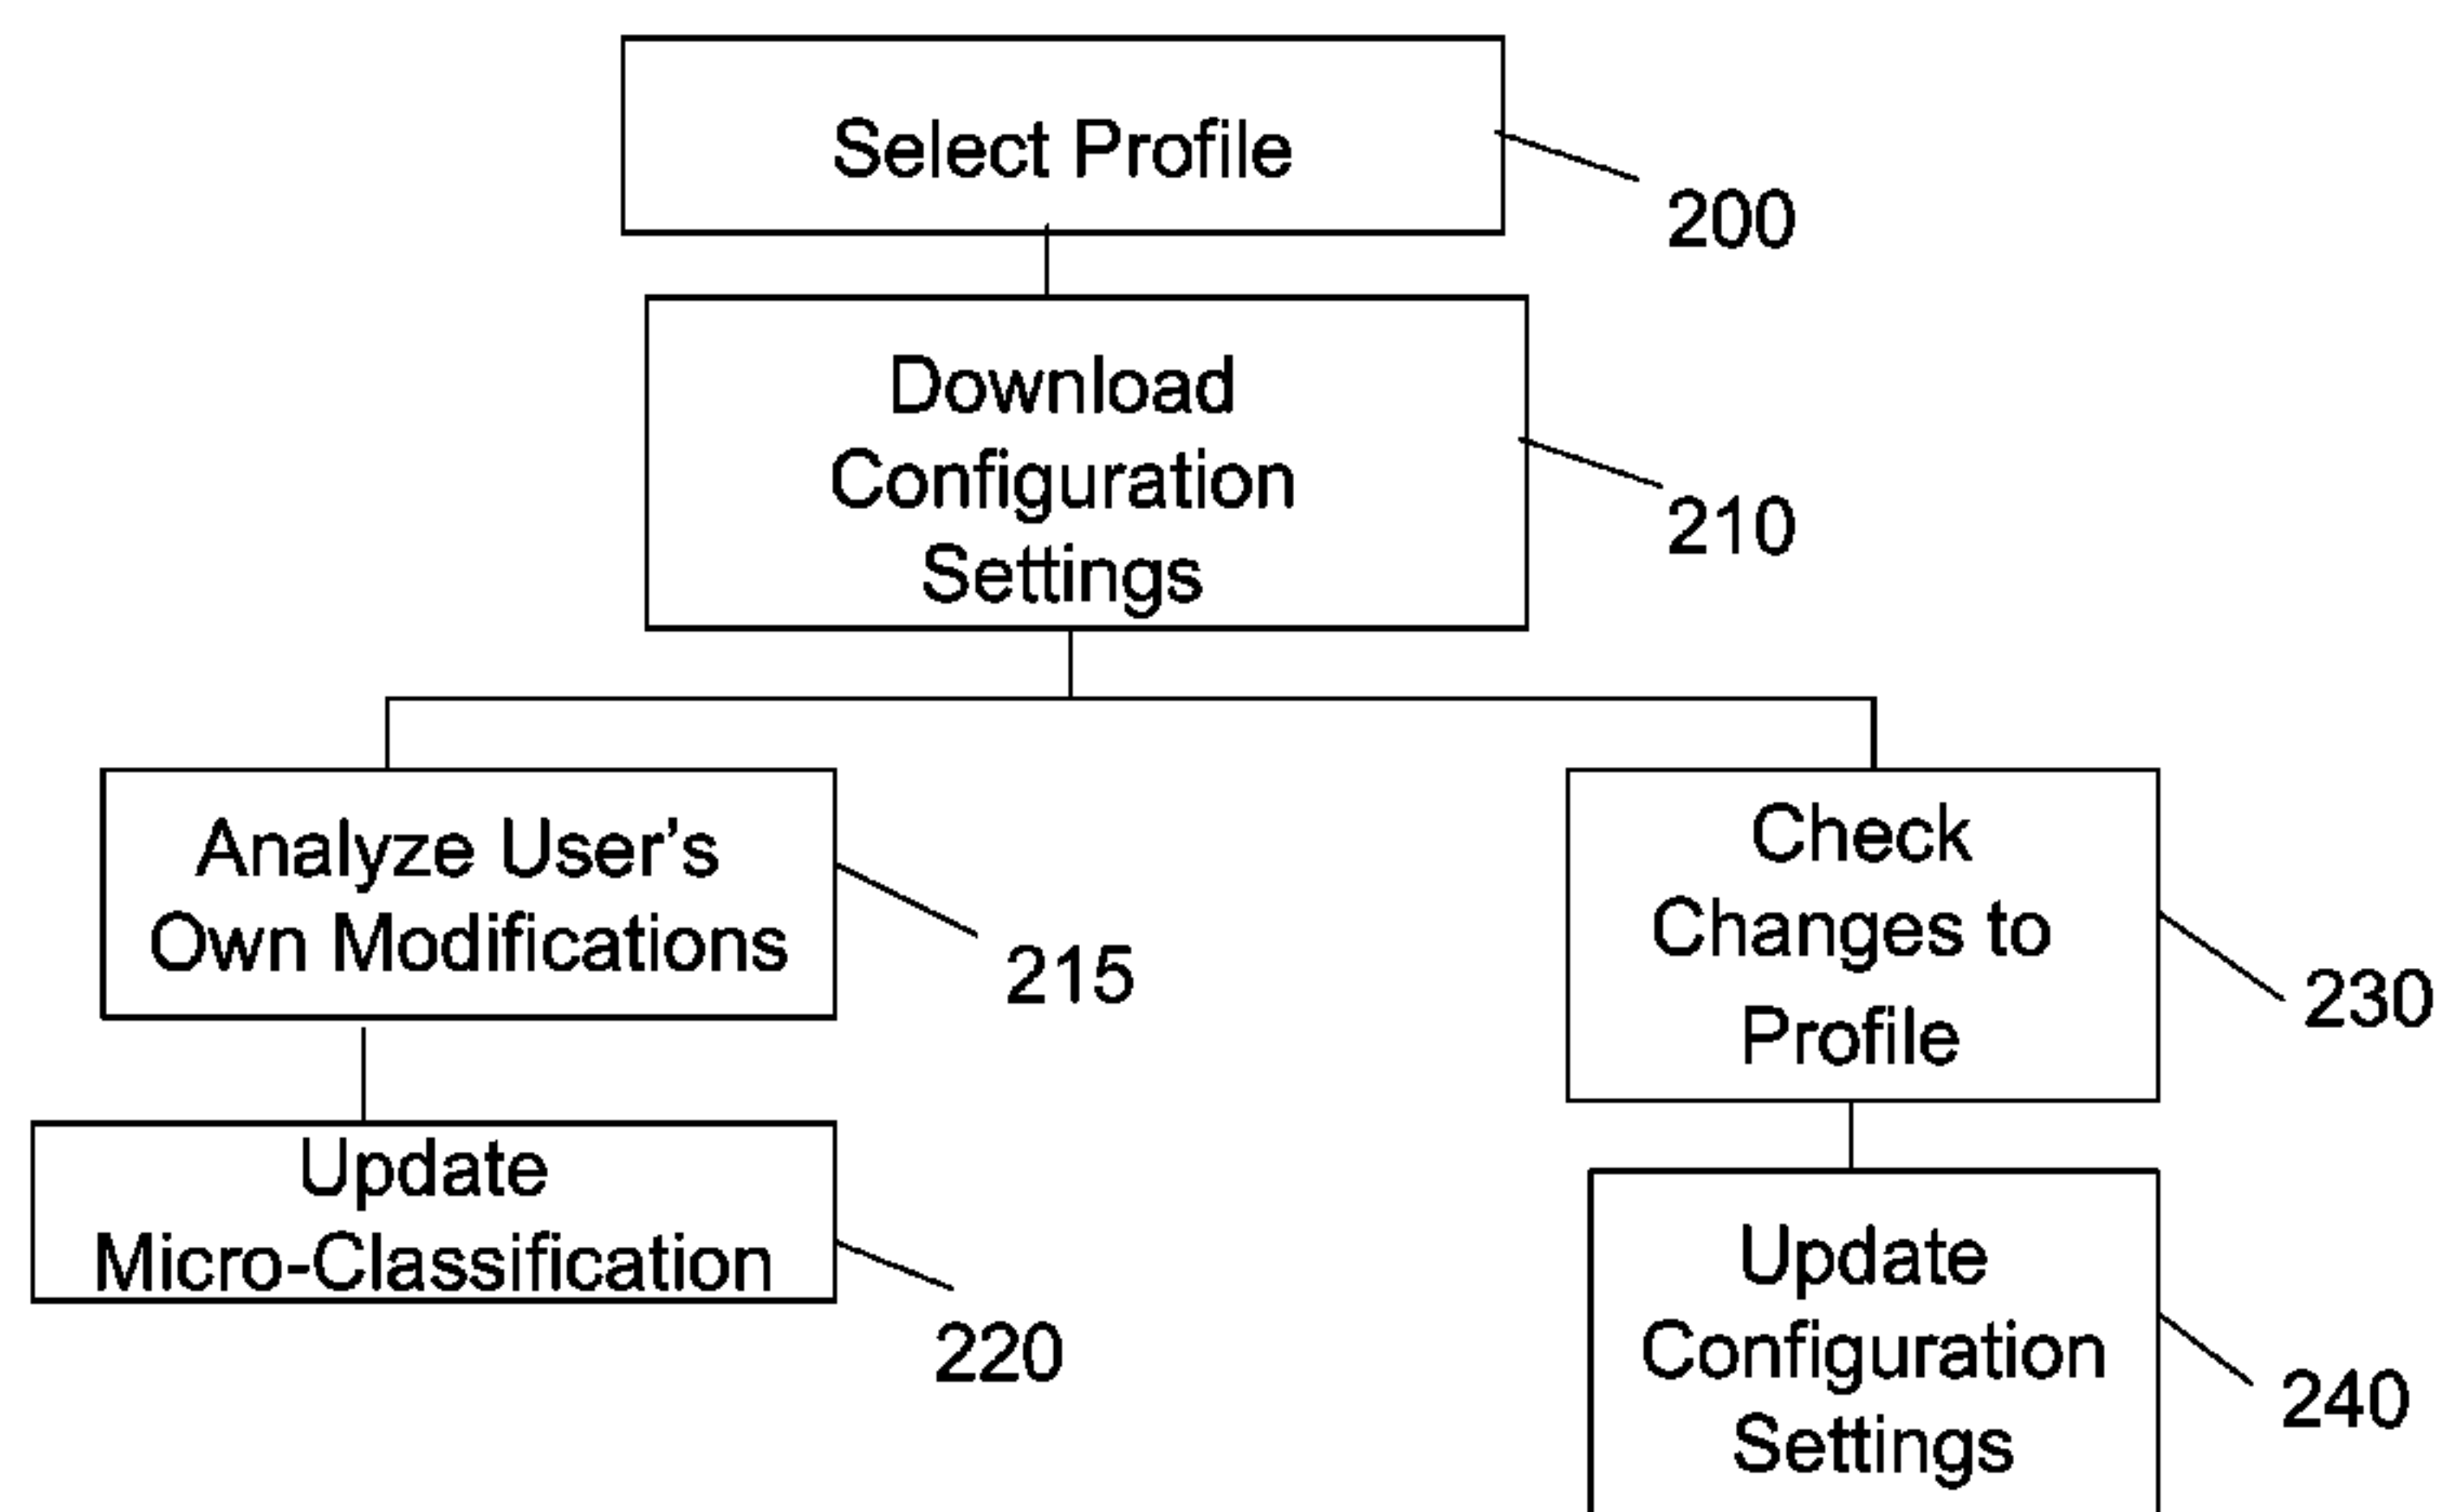 Select Profile
200
Download
Configuration
Settings
210
Analyze User’s
Own Modifications
215
Update
Micro-Classification
220
Check
Changes to
Profile
230
Update
Configuration
Settings
240